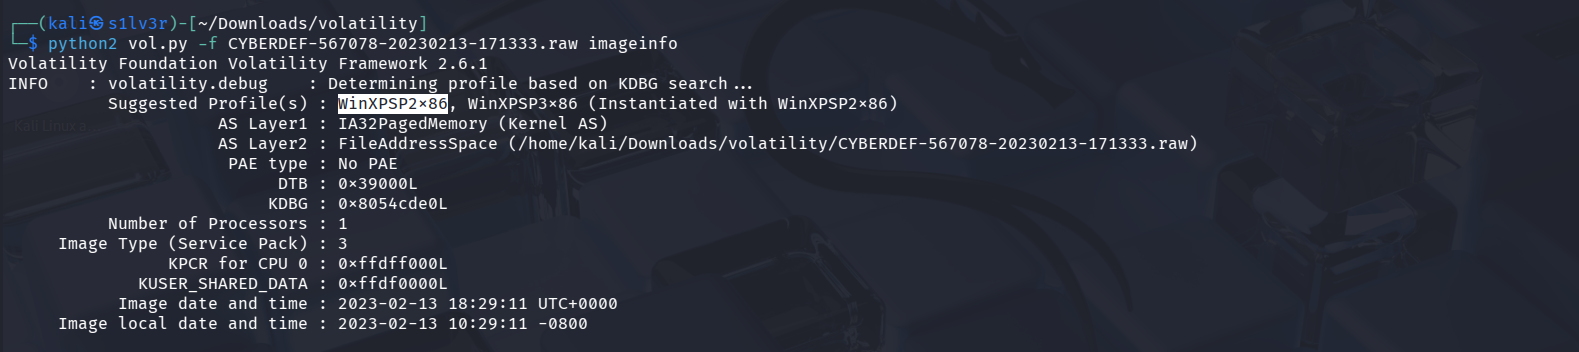 ┌──(kali㉿s1lv3r)-[~/Downloads/volatility]
└─$ python2 vol.py -f CYBERDEF-567078-20230213-171333.raw imageinfo
Volatility Foundation Volatility Framework 2.6.1
INFO    : volatility.debug    : Determining profile based on KDBG search...
          Suggested Profile(s) : WinXPSP2x86, WinXPSP3x86 (Instantiated with WinXPSP2x86)
                     AS Layer1 : IA32PagedMemory (Kernel AS)
                     AS Layer2 : FileAddressSpace (/home/kali/Downloads/volatility/CYBERDEF-567078-20230213-171333.raw)
                      PAE type : No PAE
                           DTB : 0x39000L
                          KDBG : 0x8054cde0L
          Number of Processors : 1
     Image Type (Service Pack) : 3
                KPCR for CPU 0 : 0xffdff000L
             KUSER_SHARED_DATA : 0xffdf0000L
           Image date and time : 2023-02-13 18:29:11 UTC+0000
     Image local date and time : 2023-02-13 10:29:11 -0800